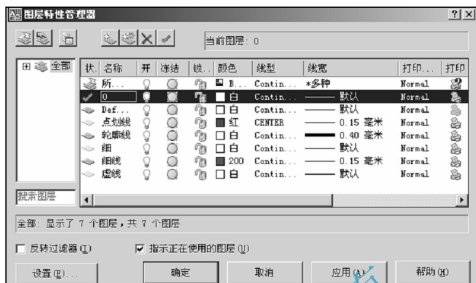 图层特性管理器
当前图层: 0
全部
状 名称 开 冻结 锁.. 颜色 线型 线宽 打印... 打印
所... B... Contin... *多种 Normal
0 白 Contin... 默认 Normal
Def... 白 Contin... 默认 Normal
点划线 红 CENTER 0.15 毫米 Normal
轮廓线 白 Contin... 0.40 毫米 Normal
细 白 Contin... 默认 Normal
细线 200 Contin... 0.15 毫米 Normal
虚线 白 Contin... 默认 Normal
搜索图层
全部: 显示了 7 个图层，共 7 个图层
反转过滤器(I) 指示正在使用的图层(U)
设置(E)... 确定 取消 应用(A) 帮助(H)